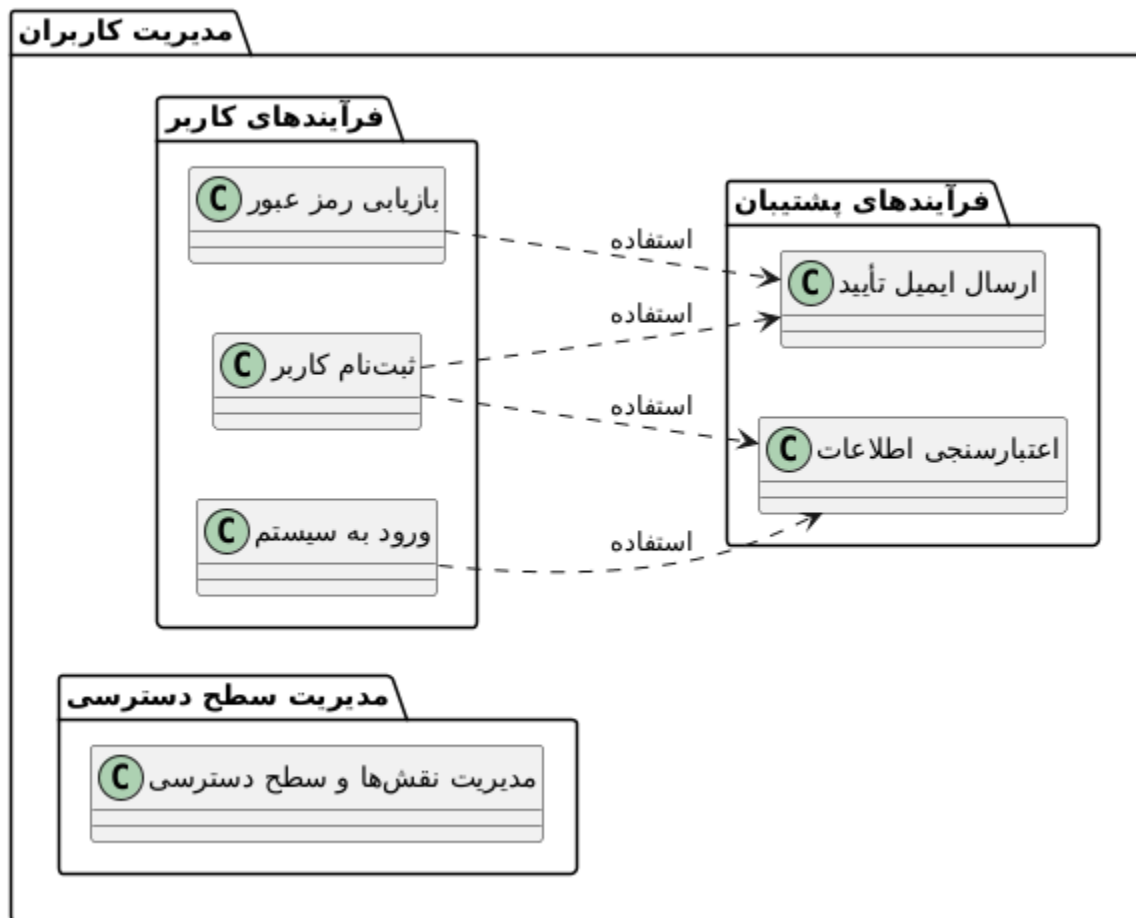 مدیریت کاربران
فرآیندهای کاربر
C بازیابی رمز عبور
فرآیندهای پشتیبان
استفاده
C ارسال ایمیل تأیید
استفاده
C ثبت‌نام کاربر
استفاده
C اعتبارسنجی اطلاعات
C ورود به سیستم
استفاده
مدیریت سطح دسترسی
C مدیریت نقش‌ها و سطح دسترسی